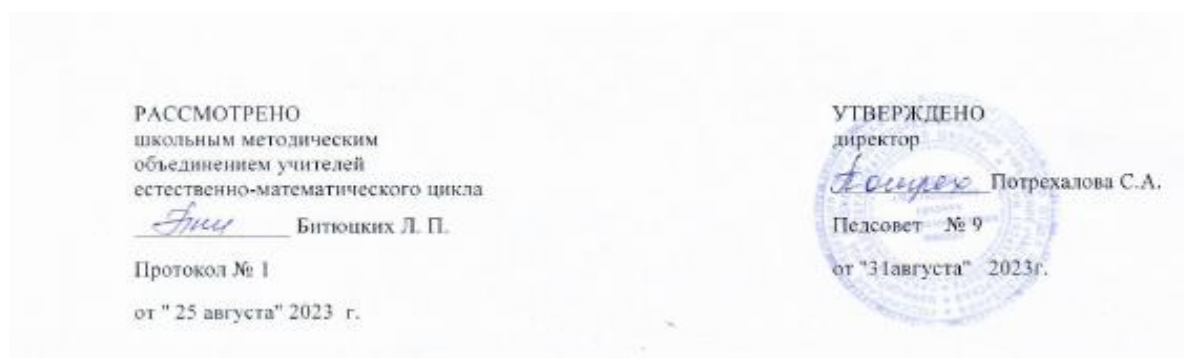 РАССМОТРЕНО
школьным методическим
объединением учителей
естественно-математического цикла
Битюцких Л. П.
Протокол № 1
от " 25 августа" 2023 г.
УТВЕРЖДЕНО
директор
Потрехалова С.А.
Педсовет № 9
от "31августа" 2023г.